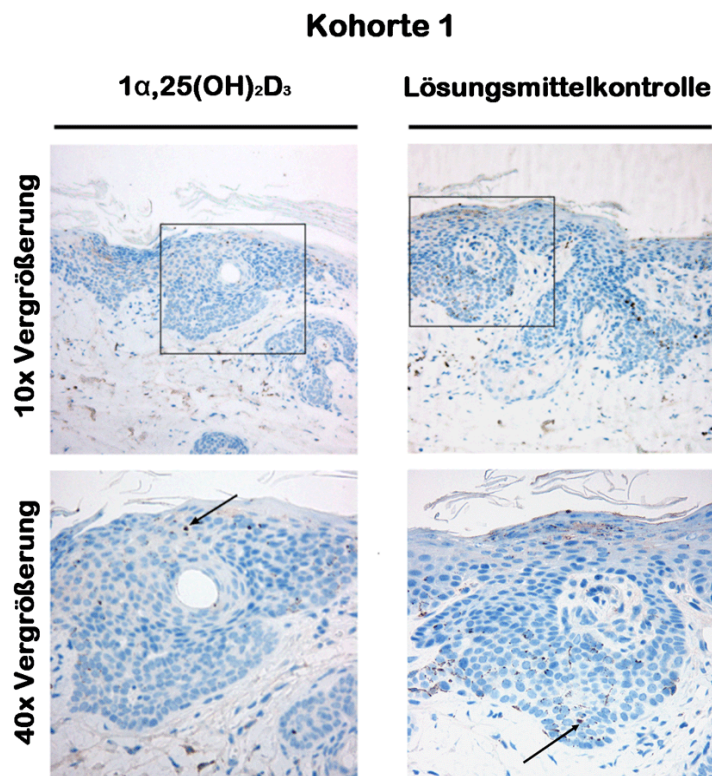 Kohorte 1
1α,25(OH)₂D₃
Lösungsmittelkontrolle
10x Vergrößerung
40x Vergrößerung